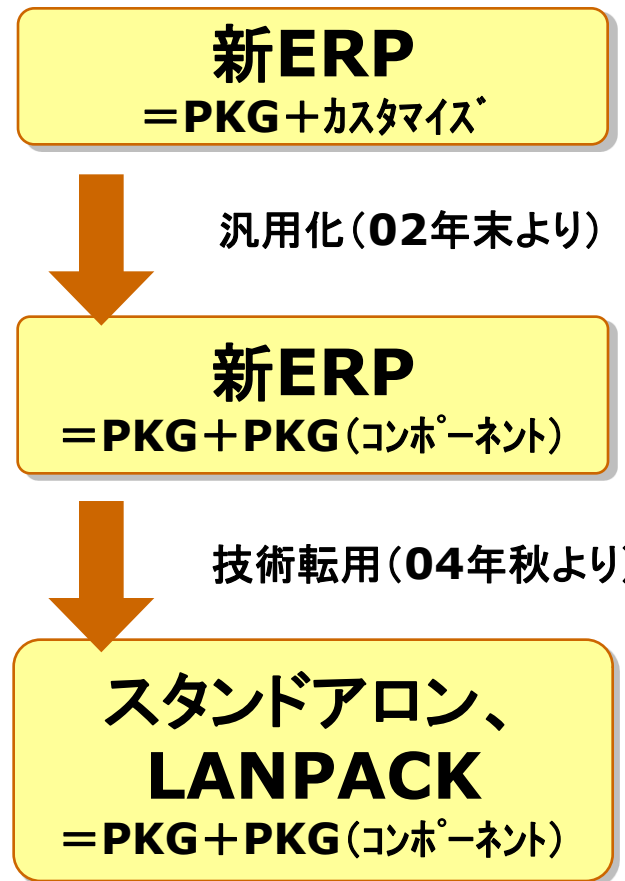 新ERP
＝PKG＋ｶｽﾀﾏｲｽﾞ
汎用化（02年末より）
新ERP
＝PKG＋PKG（ｺﾝﾎﾟｰﾈﾝﾄ）
技術転用（04年秋より）
スタンドアロン、
LANPACK
＝PKG＋PKG（ｺﾝﾎﾟｰﾈﾝﾄ）